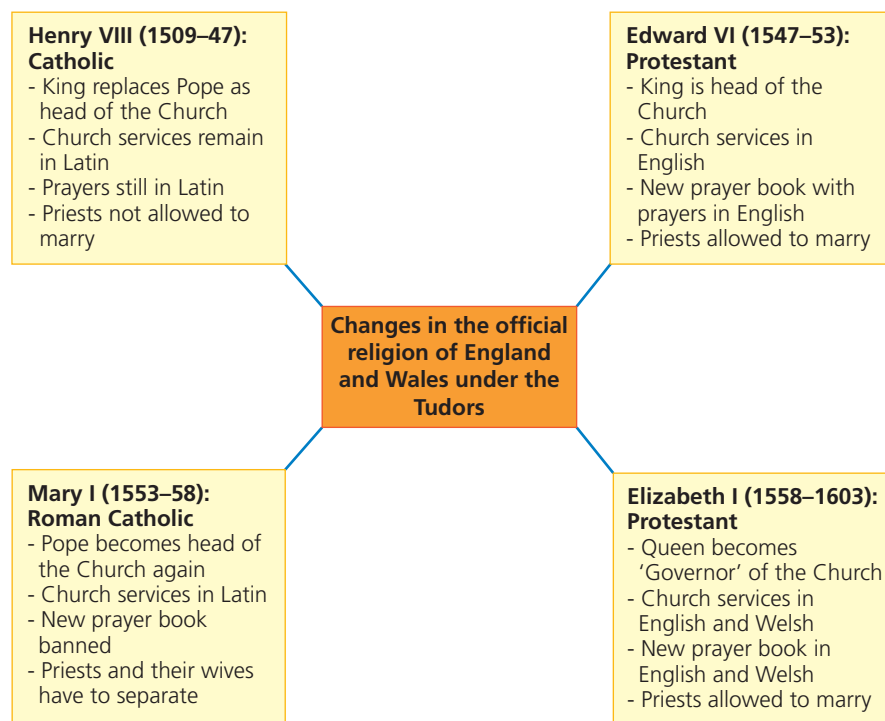 Henry VIII (1509–47):
Catholic
- King replaces Pope as
head of the Church
- Church services remain
in Latin
- Prayers still in Latin
- Priests not allowed to
marry
Edward VI (1547–53):
Protestant
- King is head of the
Church
- Church services in
English
- New prayer book with
prayers in English
- Priests allowed to marry
Changes in the official
religion of England
and Wales under the
Tudors
Mary I (1553–58):
Roman Catholic
- Pope becomes head of
the Church again
- Church services in Latin
- New prayer book
banned
- Priests and their wives
have to separate
Elizabeth I (1558–1603):
Protestant
- Queen becomes
‘Governor’ of the Church
- Church services in
English and Welsh
- New prayer book in
English and Welsh
- Priests allowed to marry